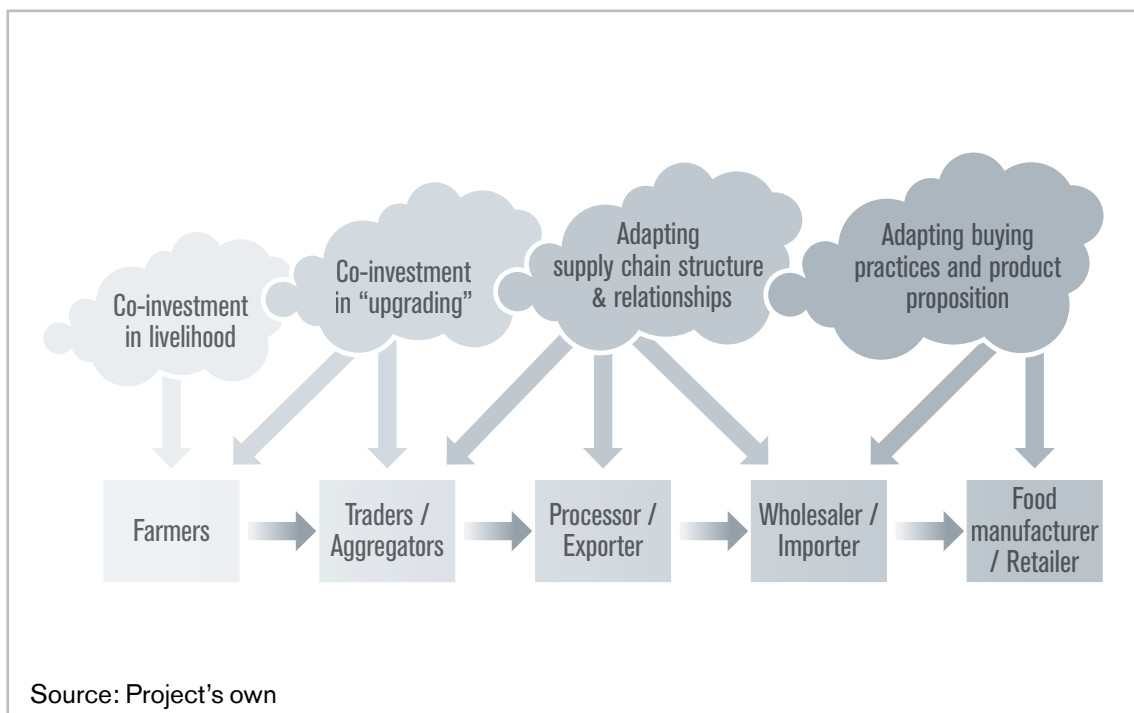 Co-investment
in livelihood
Co-investment
in “upgrading”
Adapting
supply chain structure
& relationships
Adapting buying
practices and product
proposition
Farmers
Traders /
Aggregators
Processor /
Exporter
Wholesaler /
Importer
Food
manufacturer
/ Retailer
Source: Project’s own